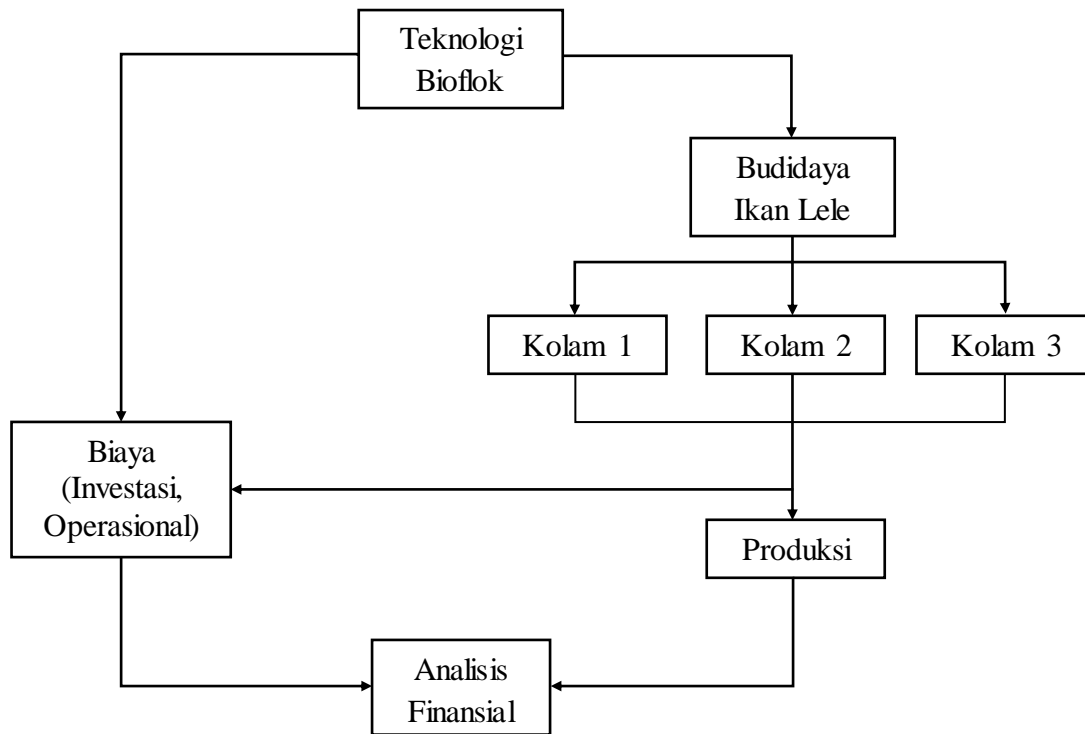 Teknologi
Bioflok
Budidaya
Ikan Lele
Kolam 1
Kolam 2
Kolam 3
Biaya
(Investasi,
Operasional)
Produksi
Analisis
Finansial